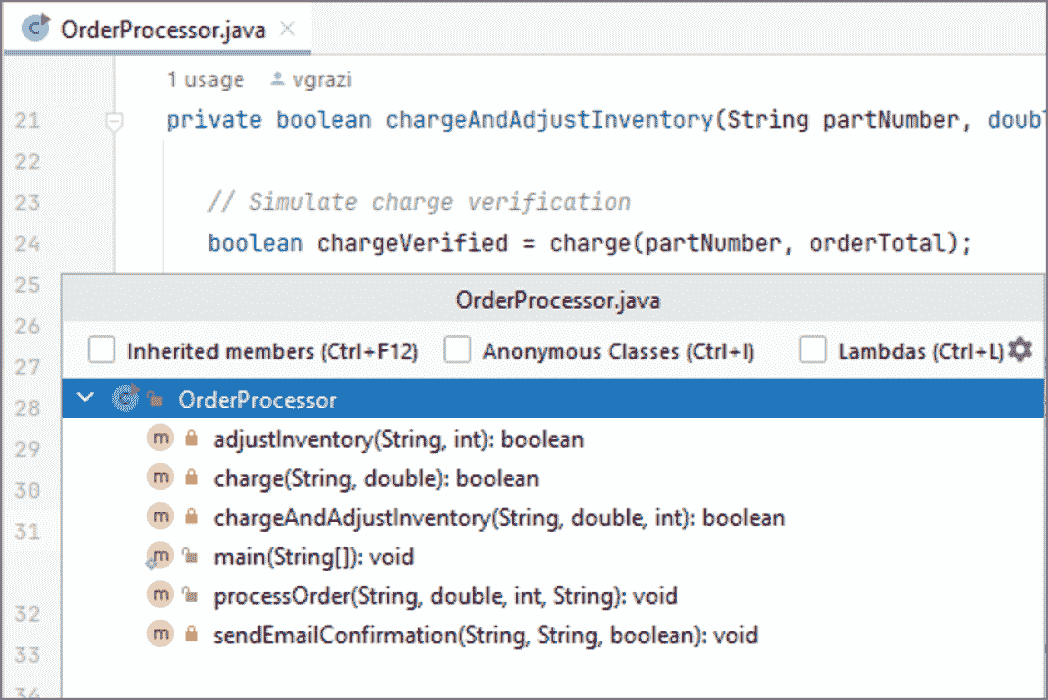 OrderProcessor.java
1 usage vgrazi
21 private boolean chargeAndAdjustInventory(String partNumber, doub
22
23 // Simulate charge verification
24 boolean chargeVerified = charge(partNumber, orderTotal);
25
OrderProcessor.java
26
Inherited members (Ctrl+F12) Anonymous Classes (Ctrl+I) Lambdas (Ctrl+L)
27
28 OrderProcessor
m adjustInventory(String, int): boolean
29
m charge(String, double): boolean
30
m chargeAndAdjustInventory(String, double, int): boolean
31
m main(String[]): void
m processOrder(String, double, int, String): void
32
m sendEmailConfirmation(String, String, boolean): void
33
34